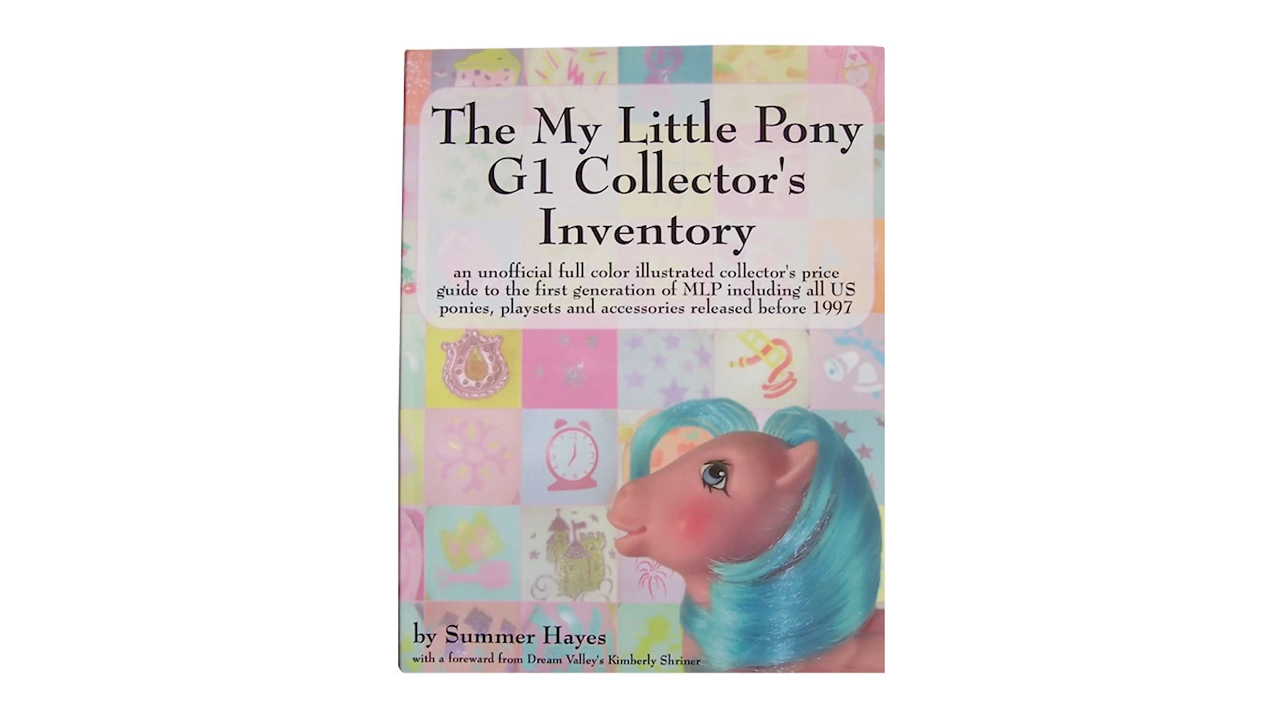 The My Little Pony
G1 Collector's
Inventory
an unofficial full color illustrated collector's price
guide to the first generation of MLP including all US
ponies, playsets and accessories released before 1997
by Summer Hayes
with a foreward from Dream Valley's Kimberly Shriner